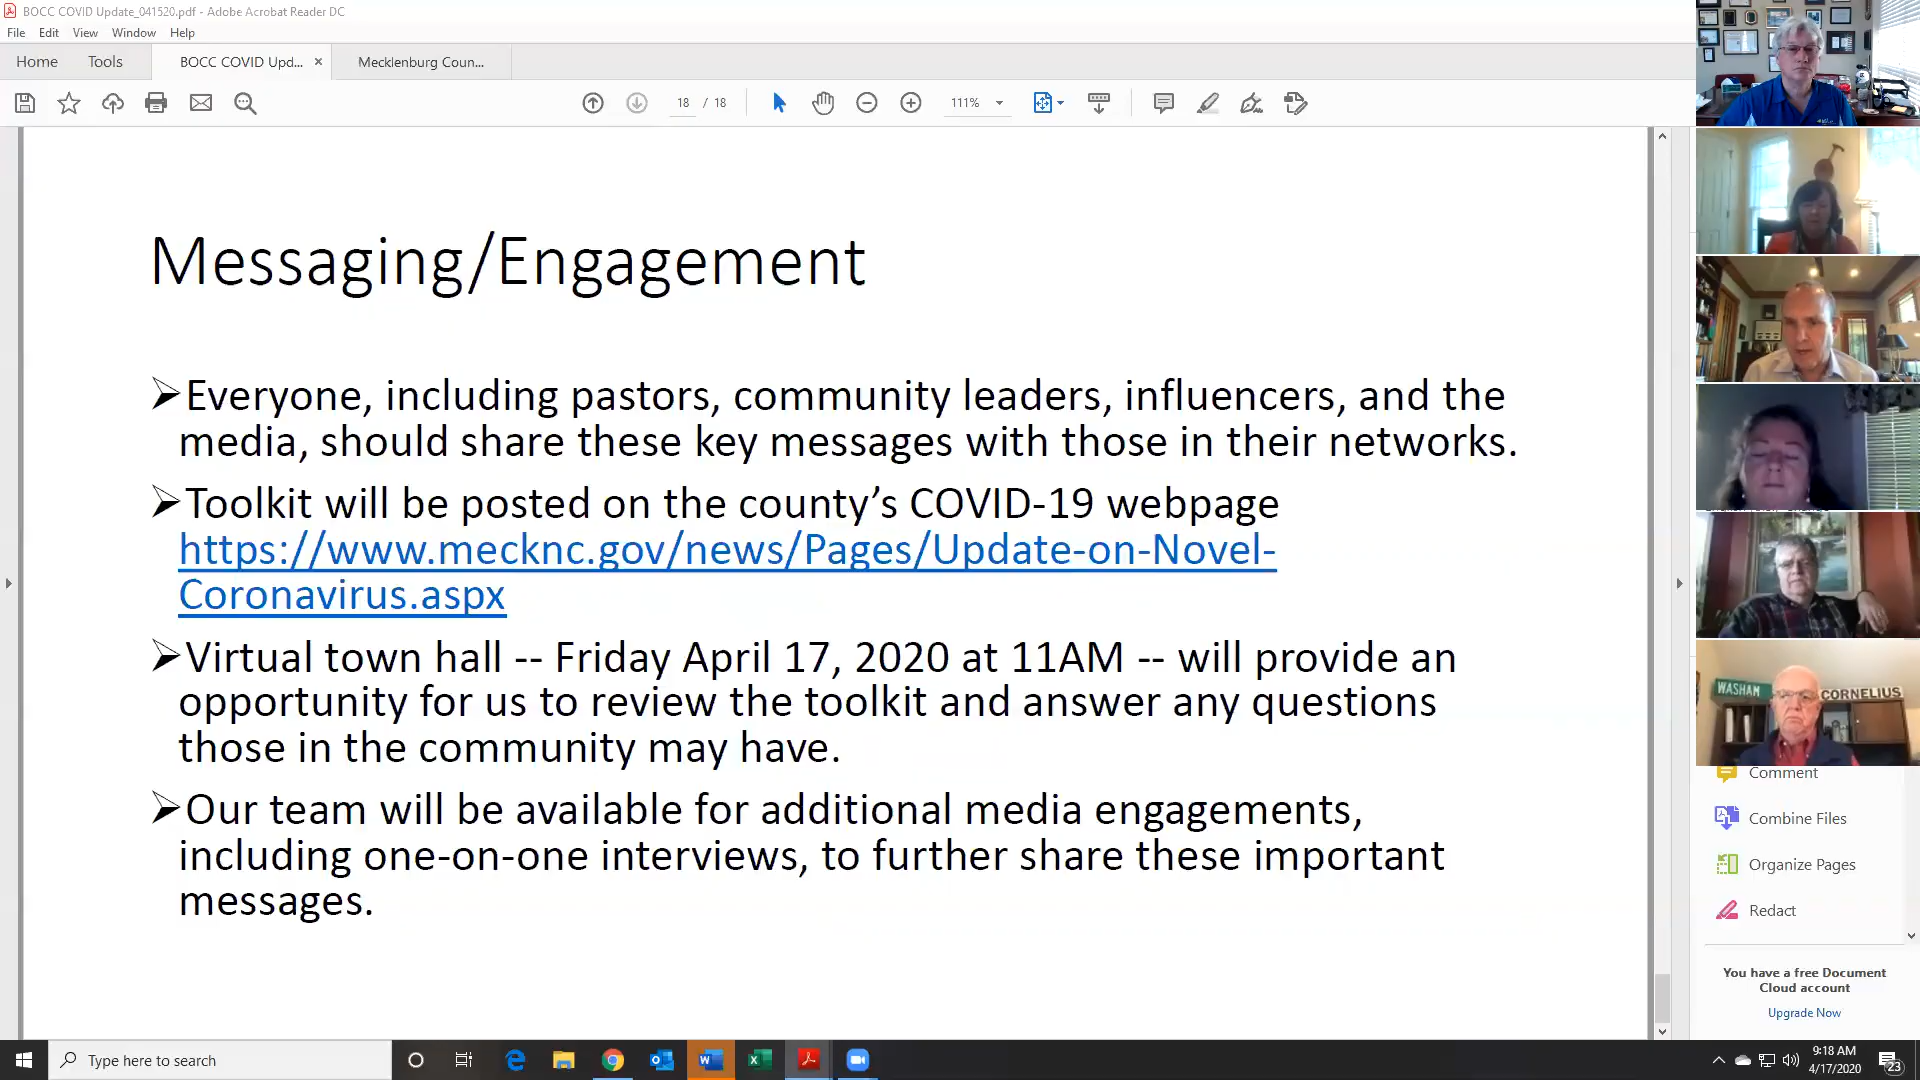 BOCC COVID Update_041520.pdf - Adobe Acrobat Reader DC
File Edit View Window Help
Home Tools BOCC COVID Upd... × Mecklenburg Coun...
18 / 18 111%
Messaging/Engagement
➢Everyone, including pastors, community leaders, influencers, and the
media, should share these key messages with those in their networks.
➢Toolkit will be posted on the county’s COVID-19 webpage
https://www.mecknc.gov/news/Pages/Update-on-Novel-
Coronavirus.aspx
➢Virtual town hall -- Friday April 17, 2020 at 11AM -- will provide an
opportunity for us to review the toolkit and answer any questions
those in the community may have.
➢Our team will be available for additional media engagements,
including one-on-one interviews, to further share these important
messages.
WASHAM CORNELIUS
Comment
Combine Files
Organize Pages
Redact
You have a free Document
Cloud account
Upgrade Now
Type here to search
9:18 AM
4/17/2020
23